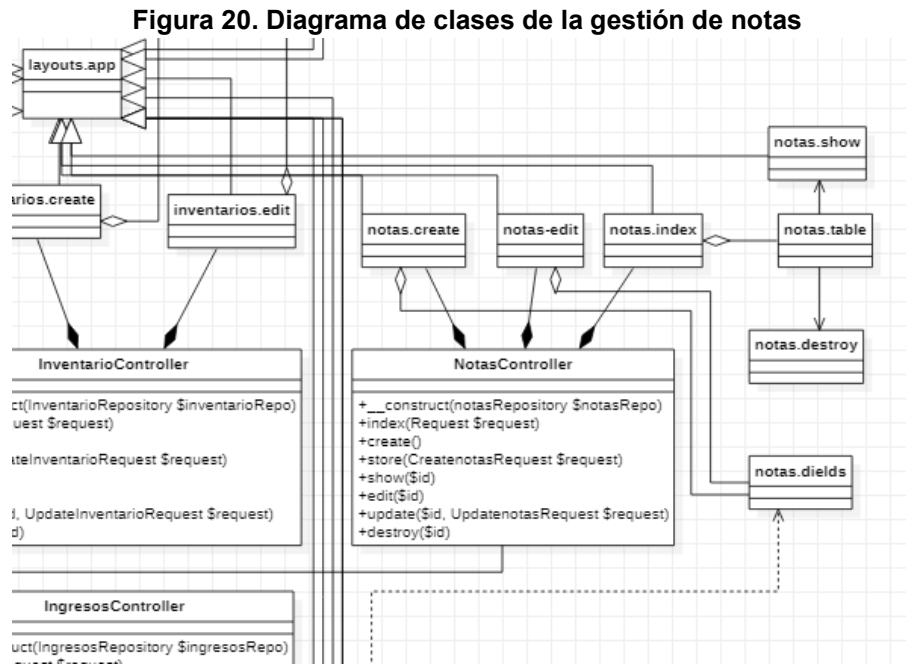 Figura 20. Diagrama de clases de la gestión de notas
layouts.app
notas.show
arios.create
inventarios.edit
notas.create
notas-edit
notas.index
notas.table
notas.destroy
InventarioController
ct(InventarioRepository $inventarioRepo)
uest $request)
ateInventarioRequest $request)
d, UpdateInventarioRequest $request)
d)
NotasController
+__construct(notasRepository $notasRepo)
+index(Request $request)
+create()
+store(CreatenotasRequest $request)
+show($id)
+edit($id)
+update($id, UpdatenotasRequest $request)
+destroy($id)
notas.dields
IngresosController
uct(IngresosRepository $ingresosRepo)
quest $request)